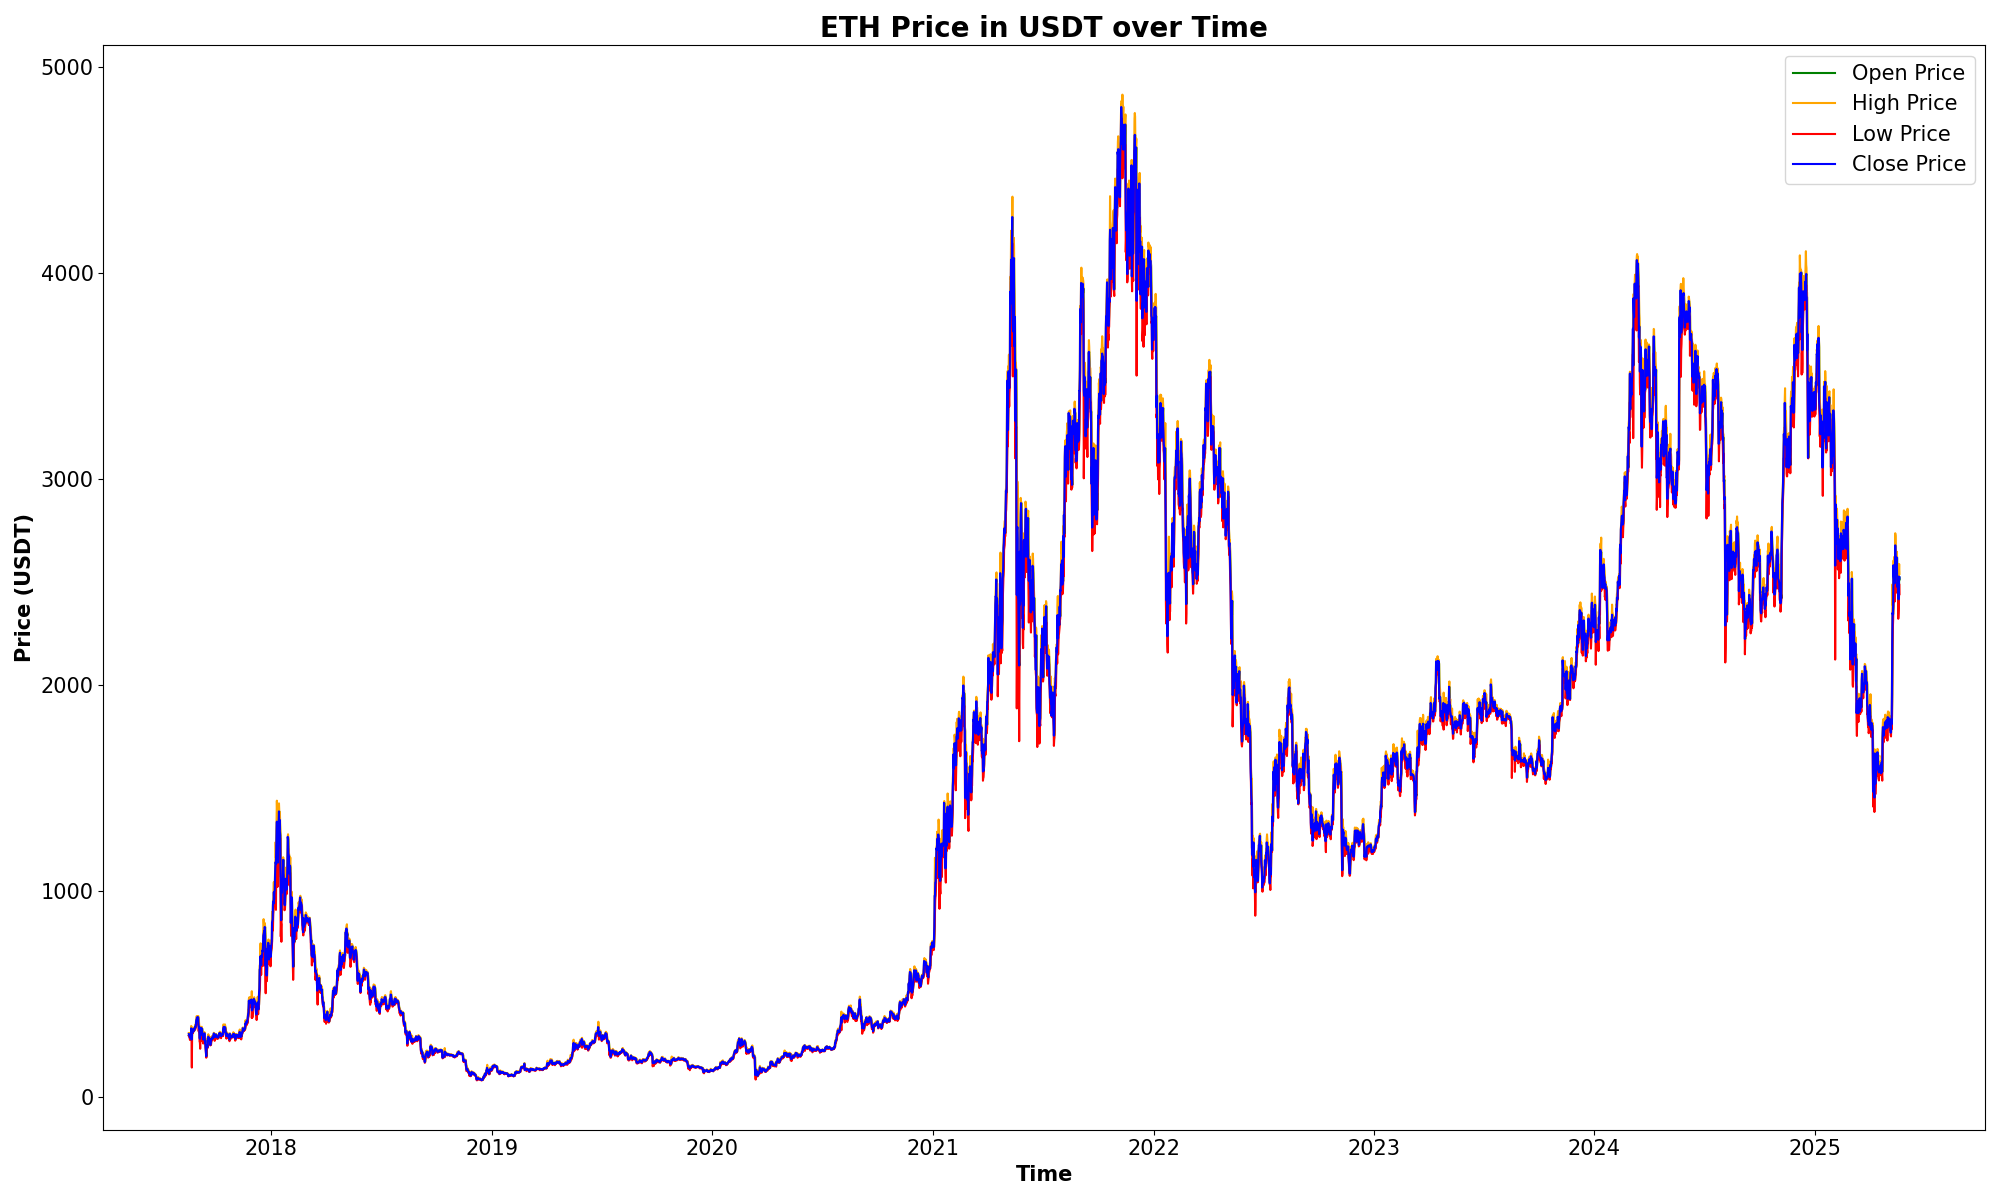 ETH Price in USDT over Time
Open Price
High Price
Low Price
Close Price
Price (USDT)
5000
4000
3000
2000
1000
0
2018 2019 2020 2021 2022 2023 2024 2025
Time